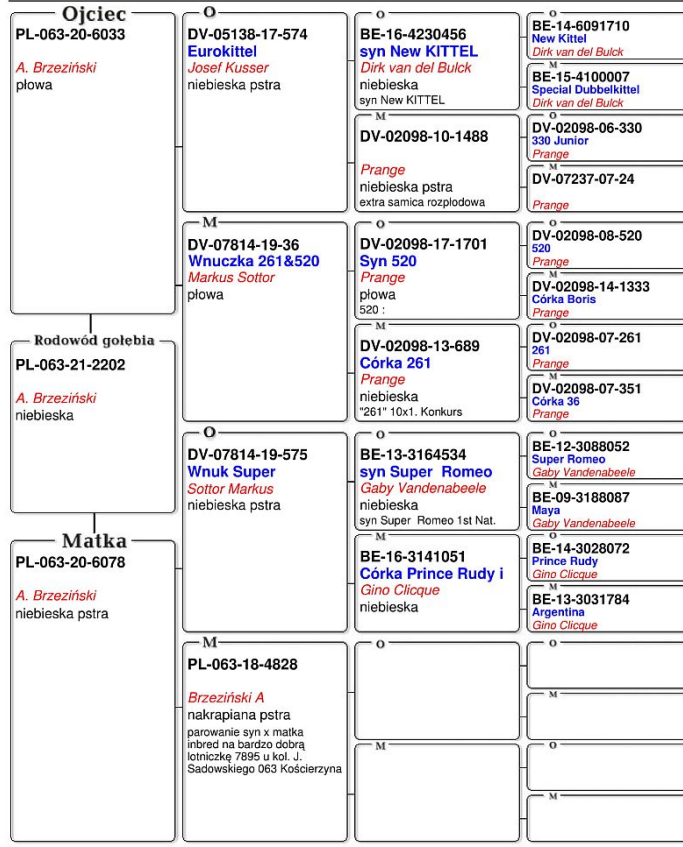 Ojciec
PL-063-20-6033
A. Brzeziński
płowa
Rodowód gołębia
PL-063-21-2202
A. Brzeziński
niebieska
Matka
PL-063-20-6078
A. Brzeziński
niebieska pstra
O
DV-05138-17-574
Eurokittel
Josef Kusser
niebieska pstra
M
DV-07814-19-36
Wnuczka 261&520
Markus Sottor
płowa
O
DV-07814-19-575
Wnuk Super
Sottor Markus
niebieska pstra
M
PL-063-18-4828
Brzeziński A
nakrapiana pstra
parowanie syn x matka
inbred na bardzo dobrą
lotniczkę 7895 u kol. J.
Sadowskiego 063 Kościerzyna
O
BE-16-4230456
syn New KITTEL
Dirk van del Bulck
niebieska
syn New KITTEL
M
DV-02098-10-1488
Prange
niebieska pstra
extra samica rozplodowa
O
DV-02098-17-1701
Syn 520
Prange
płowa
520 :
M
DV-02098-13-689
Córka 261
Prange
niebieska
"261" 10x1. Konkurs
O
BE-13-3164534
syn Super Romeo
Gaby Vandenabeele
niebieska
syn Super Romeo 1st Nat.
M
BE-16-3141051
Córka Prince Rudy i
Gino Clicque
niebieska
O
M
O
BE-14-6091710
New Kittel
Dirk van del Bulck
M
BE-15-4100007
Special Dubbelkittel
Dirk van del Bulck
O
DV-02098-06-330
330 Junior
Prange
M
DV-07237-07-24
Prange
O
DV-02098-08-520
520
Prange
M
DV-02098-14-1333
Córka Boris
Prange
O
DV-02098-07-261
261
Prange
M
DV-02098-07-351
Córka 36
Prange
O
BE-12-3088052
Super Romeo
Gaby Vandenabeele
M
BE-09-3188087
Maya
Gaby Vandenabeele
O
BE-14-3028072
Prince Rudy
Gino Clicque
M
BE-13-3031784
Argentina
Gino Clicque
O
M
O
M